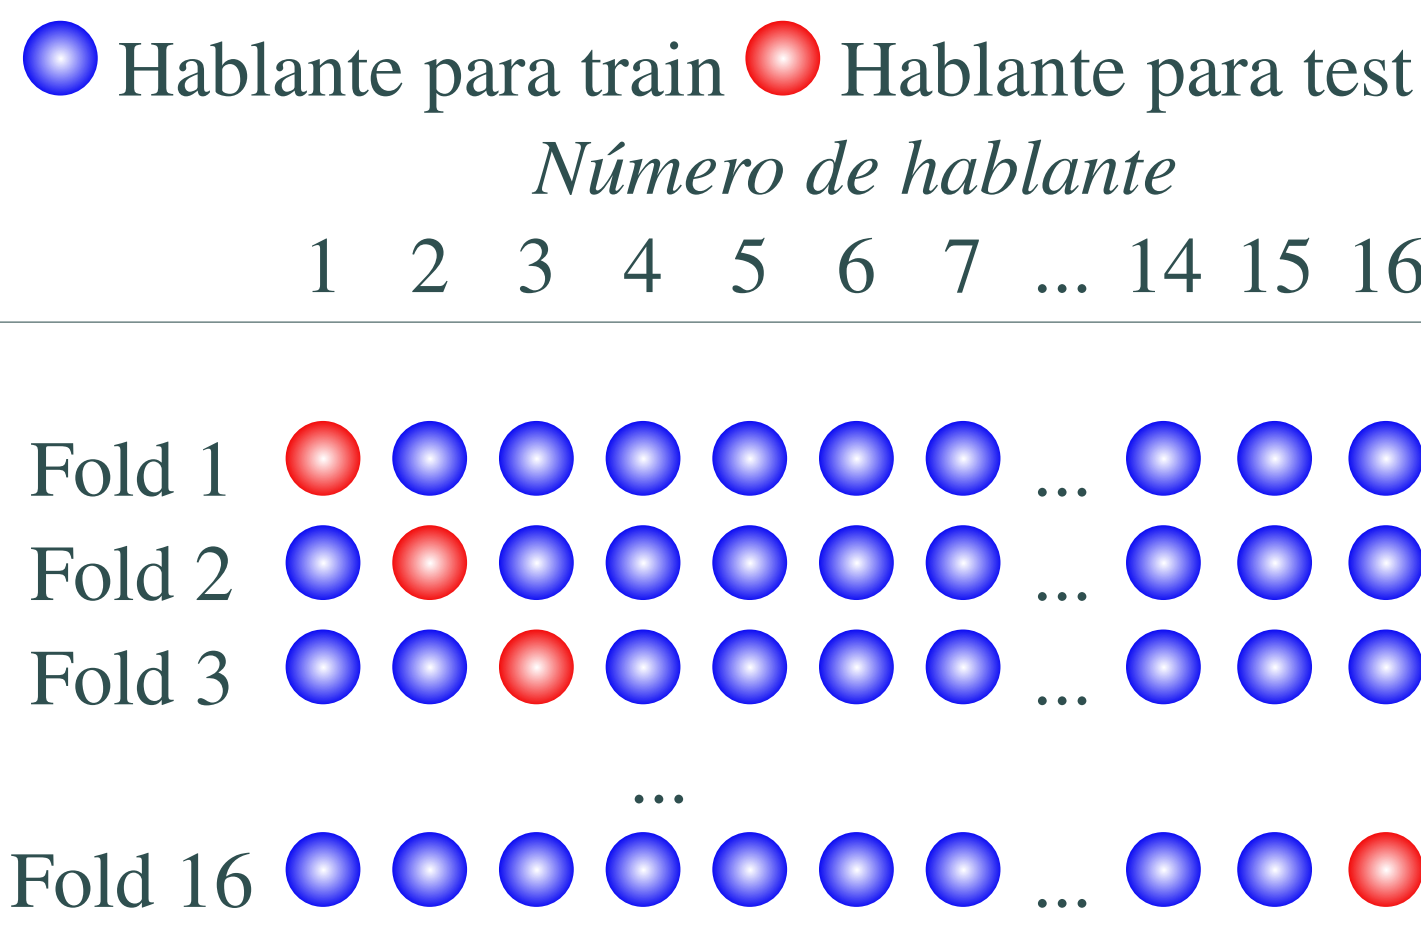 Hablante para train Hablante para test
Número de hablante
1 2 3 4 5 6 7 ... 14 15 16
Fold 1 ...
Fold 2 ...
Fold 3 ...
...
Fold 16 ...